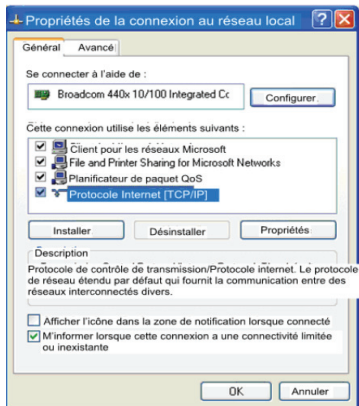 Propriétés de la connexion au réseau local
Général Avancé
Se connecter à l'aide de :
Broadcom 440x 10/100 Integrated Cc
Configurer
Cette connexion utilise les éléments suivants :
Client pour les réseaux Microsoft
File and Printer Sharing for Microsoft Networks
Planificateur de paquet QoS
Protocole Internet [TCP/IP]
Installer Désinstaller Propriétés
Description
Protocole de contrôle de transmission/Protocole internet. Le protocole
de réseau étendu par défaut qui fournit la communication entre des
réseaux interconnectés divers.
Afficher l'icône dans la zone de notification lorsque connecté
M'informer lorsque cette connexion a une connectivité limitée
ou inexistante
OK Annuler